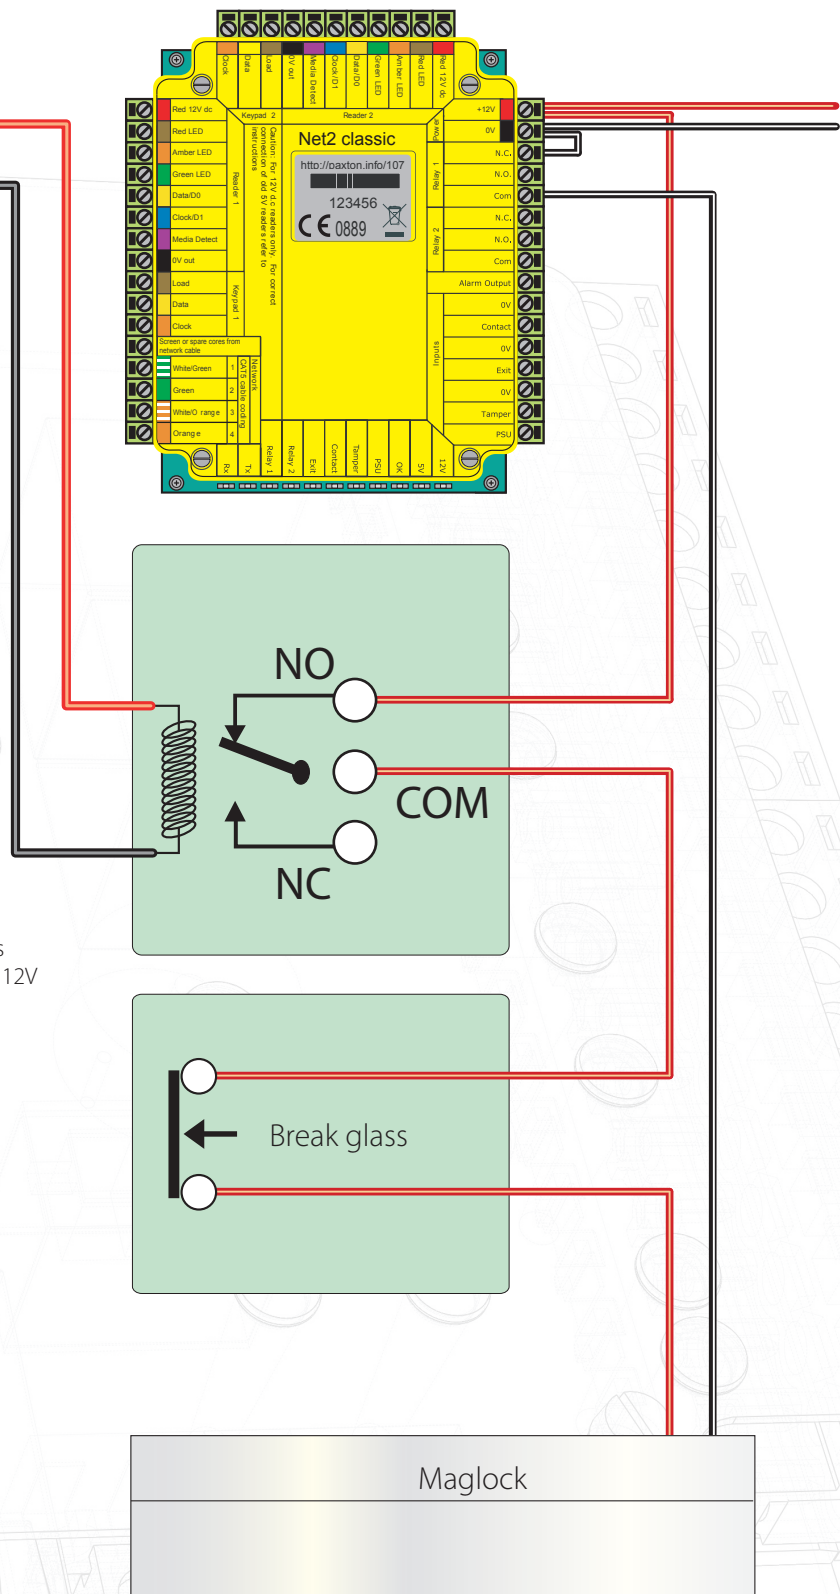 Clock
Data
Load
0V out
Media Detect
Clock/D1
Data/D0
Green LED
Amber LED
Red LED
Red 12V dc
Keypad 2
Reader 2
Red 12V dc
Red LED
Amber LED
Green LED
Data/D0
Clock/D1
Media Detect
0V out
Load
Data
Clock
Reader 1
Keypad 1
Screen or spare cores from
network cable
White/Green 1
Green 2
White/O rang e 3
Orang e 4
Network
CAT5 cable coding
Caution: For 12V d.c readers only. For correct
connection of old 5V readers refer to
instructions
Net2 classic
http://paxton.info/107
123456
CE 0889
+12V
0V
N.C.
N.O.
Com
N.C.
N.O.
Com
Alarm Output
0V
Contact
0V
Exit
0V
Tamper
PSU
Relay 1
Relay 2
Inputs
Rx
Tx
Relay 1
Relay 2
Exit
Contact
Tamper
PSU
OK
5V
12V
NO
COM
NC
s
12V
Break glass
Maglock